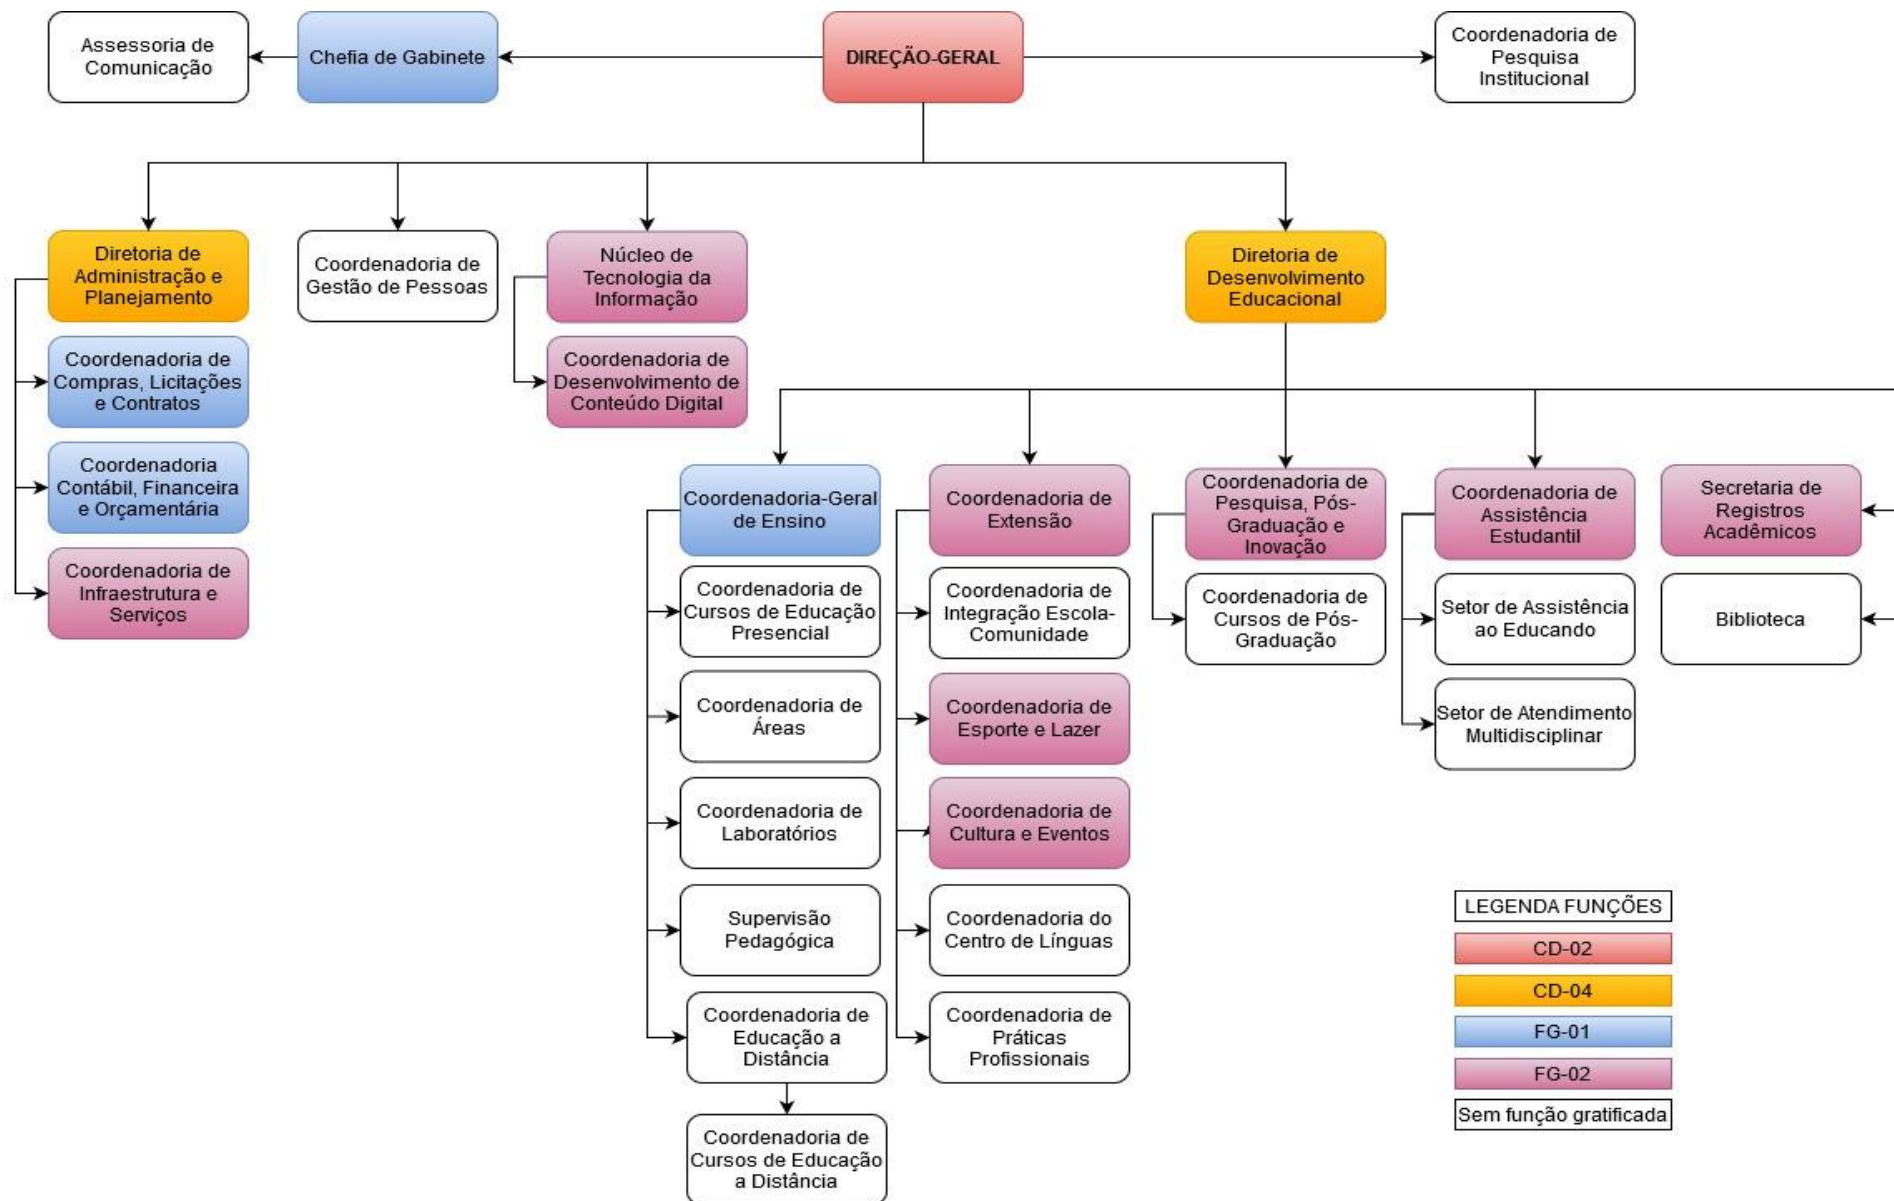 Assessoria de
Comunicação
Chefia de Gabinete
DIREÇÃO-GERAL
Coordenadoria de
Pesquisa
Institucional
Diretoria de
Administração e
Planejamento
Coordenadoria de
Gestão de Pessoas
Núcleo de
Tecnologia da
Informação
Diretoria de
Desenvolvimento
Educacional
Coordenadoria de
Compras, Licitações
e Contratos
Coordenadoria de
Desenvolvimento de
Conteúdo Digital
Coordenadoria
Contábil, Financeira
e Orçamentária
Coordenadoria de
Infraestrutura e
Serviços
Coordenadoria-Geral
de Ensino
Coordenadoria de
Extensão
Coordenadoria de
Pesquisa, Pós-
Graduação e
Inovação
Coordenadoria de
Assistência
Estudantil
Secretaria de
Registros
Acadêmicos
Coordenadoria de
Cursos de Educação
Presencial
Coordenadoria de
Integração Escola-
Comunidade
Coordenadoria de
Cursos de Pós-
Graduação
Setor de Assistência
ao Educando
Biblioteca
Coordenadoria de
Áreas
Coordenadoria de
Esporte e Lazer
Setor de Atendimento
Multidisciplinar
Coordenadoria de
Laboratórios
Coordenadoria de
Cultura e Eventos
Supervisão
Pedagógica
Coordenadoria do
Centro de Línguas
Coordenadoria de
Educação a
Distância
Coordenadoria de
Práticas
Profissionais
Coordenadoria de
Cursos de Educação
a Distância
LEGENDA FUNÇÕES
CD-02
CD-04
FG-01
FG-02
Sem função gratificada